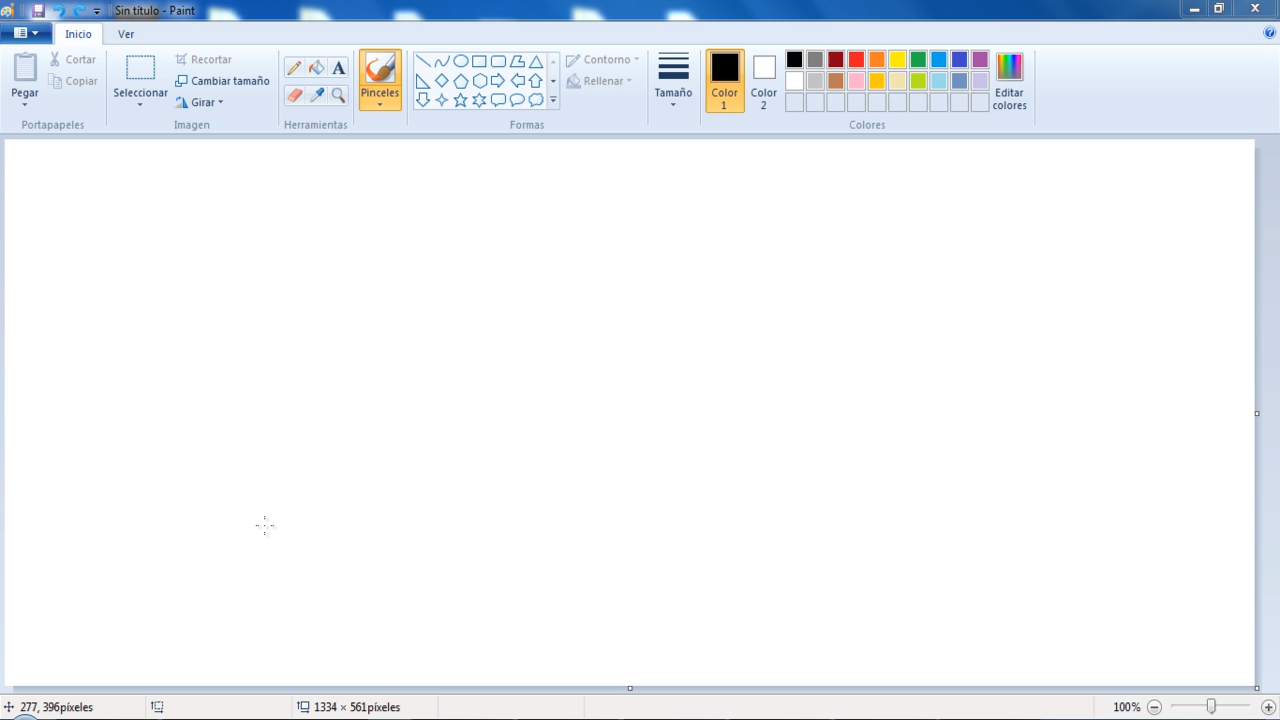 Sin título - Paint
Inicio Ver
Pegar
Cortar
Copiar
Portapapeles
Seleccionar
Recortar
Cambiar tamaño
Girar
Imagen
A
Herramientas
Pinceles
Contorno
Rellenar
Formas
Tamaño
Color 1
Color 2
Editar colores
Colores
277, 396píxeles
1334 × 561píxeles
100%